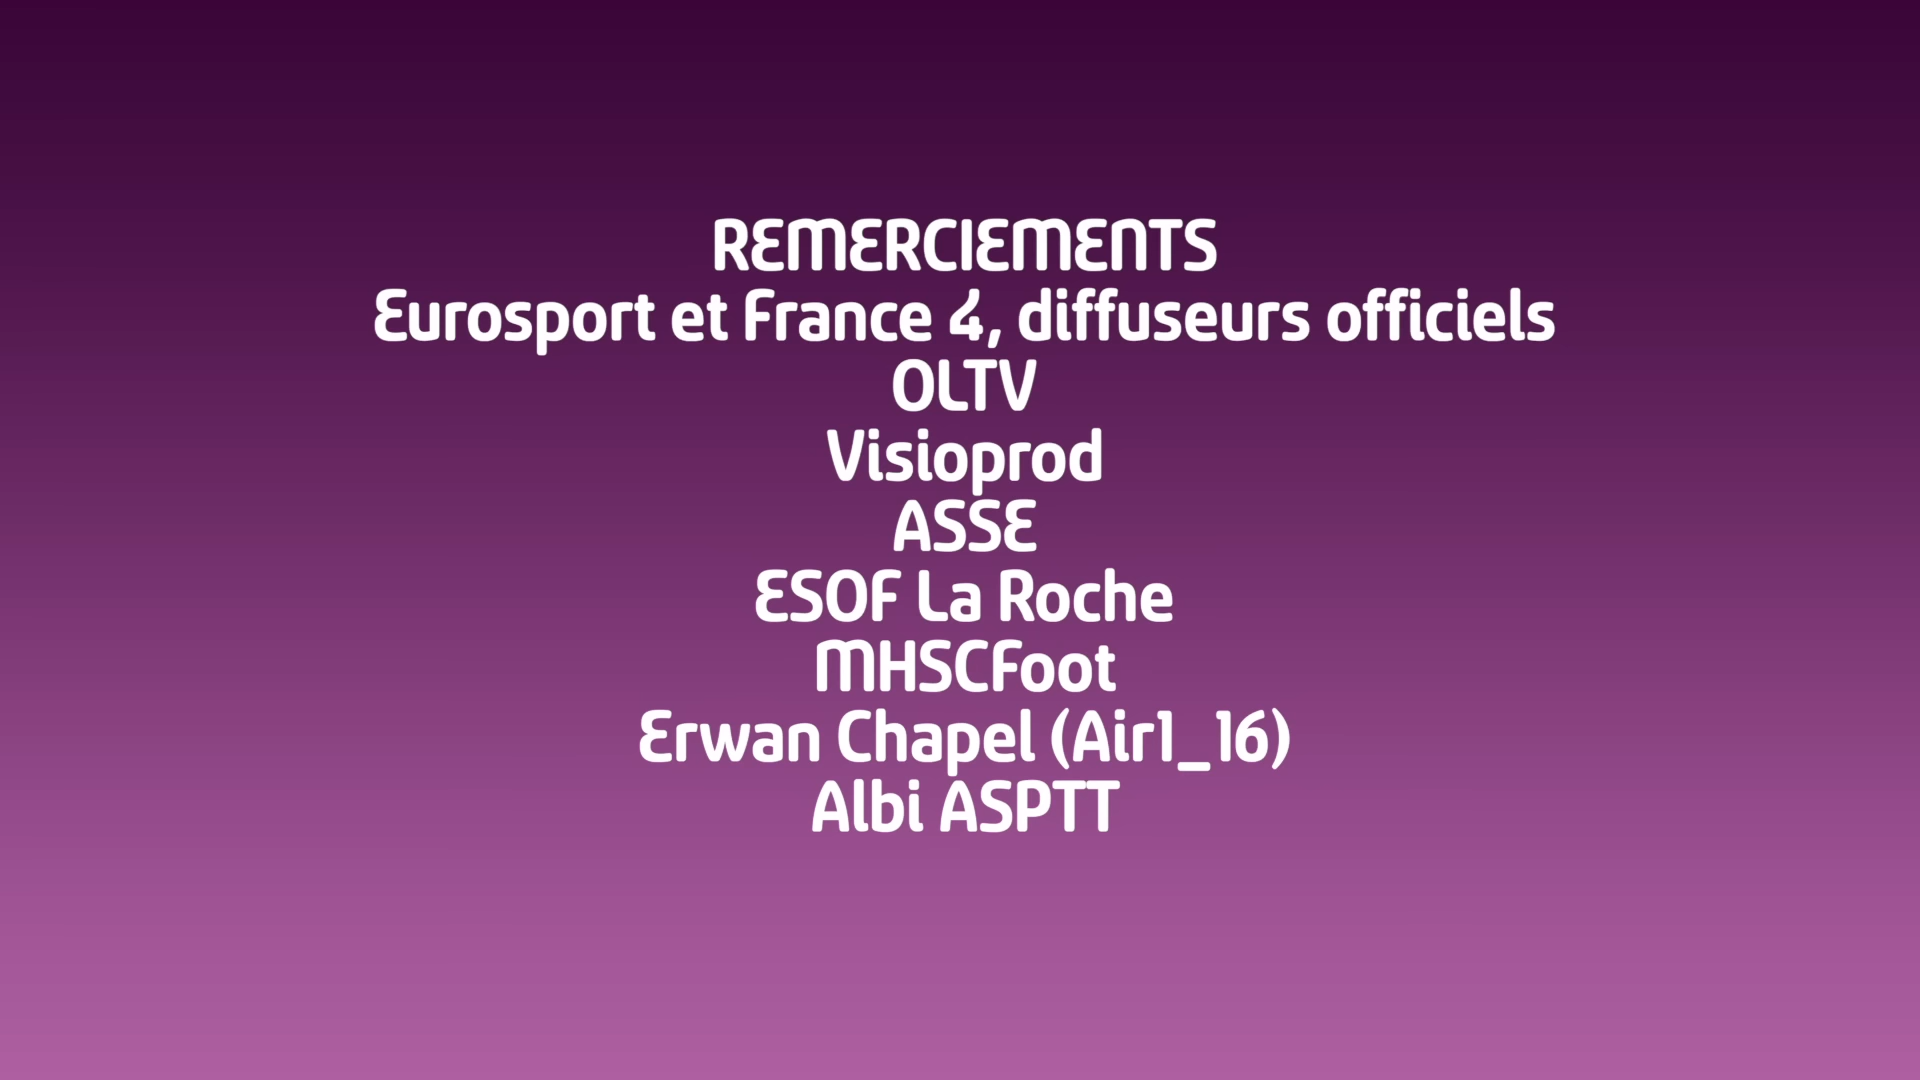 REMERCIEMENTS
Eurosport et France 4, diffuseurs officiels
OLTV
Visioprod
ASSE
ESOF La Roche
MHSCFoot
Erwan Chapel (Air1_16)
Albi ASPTT